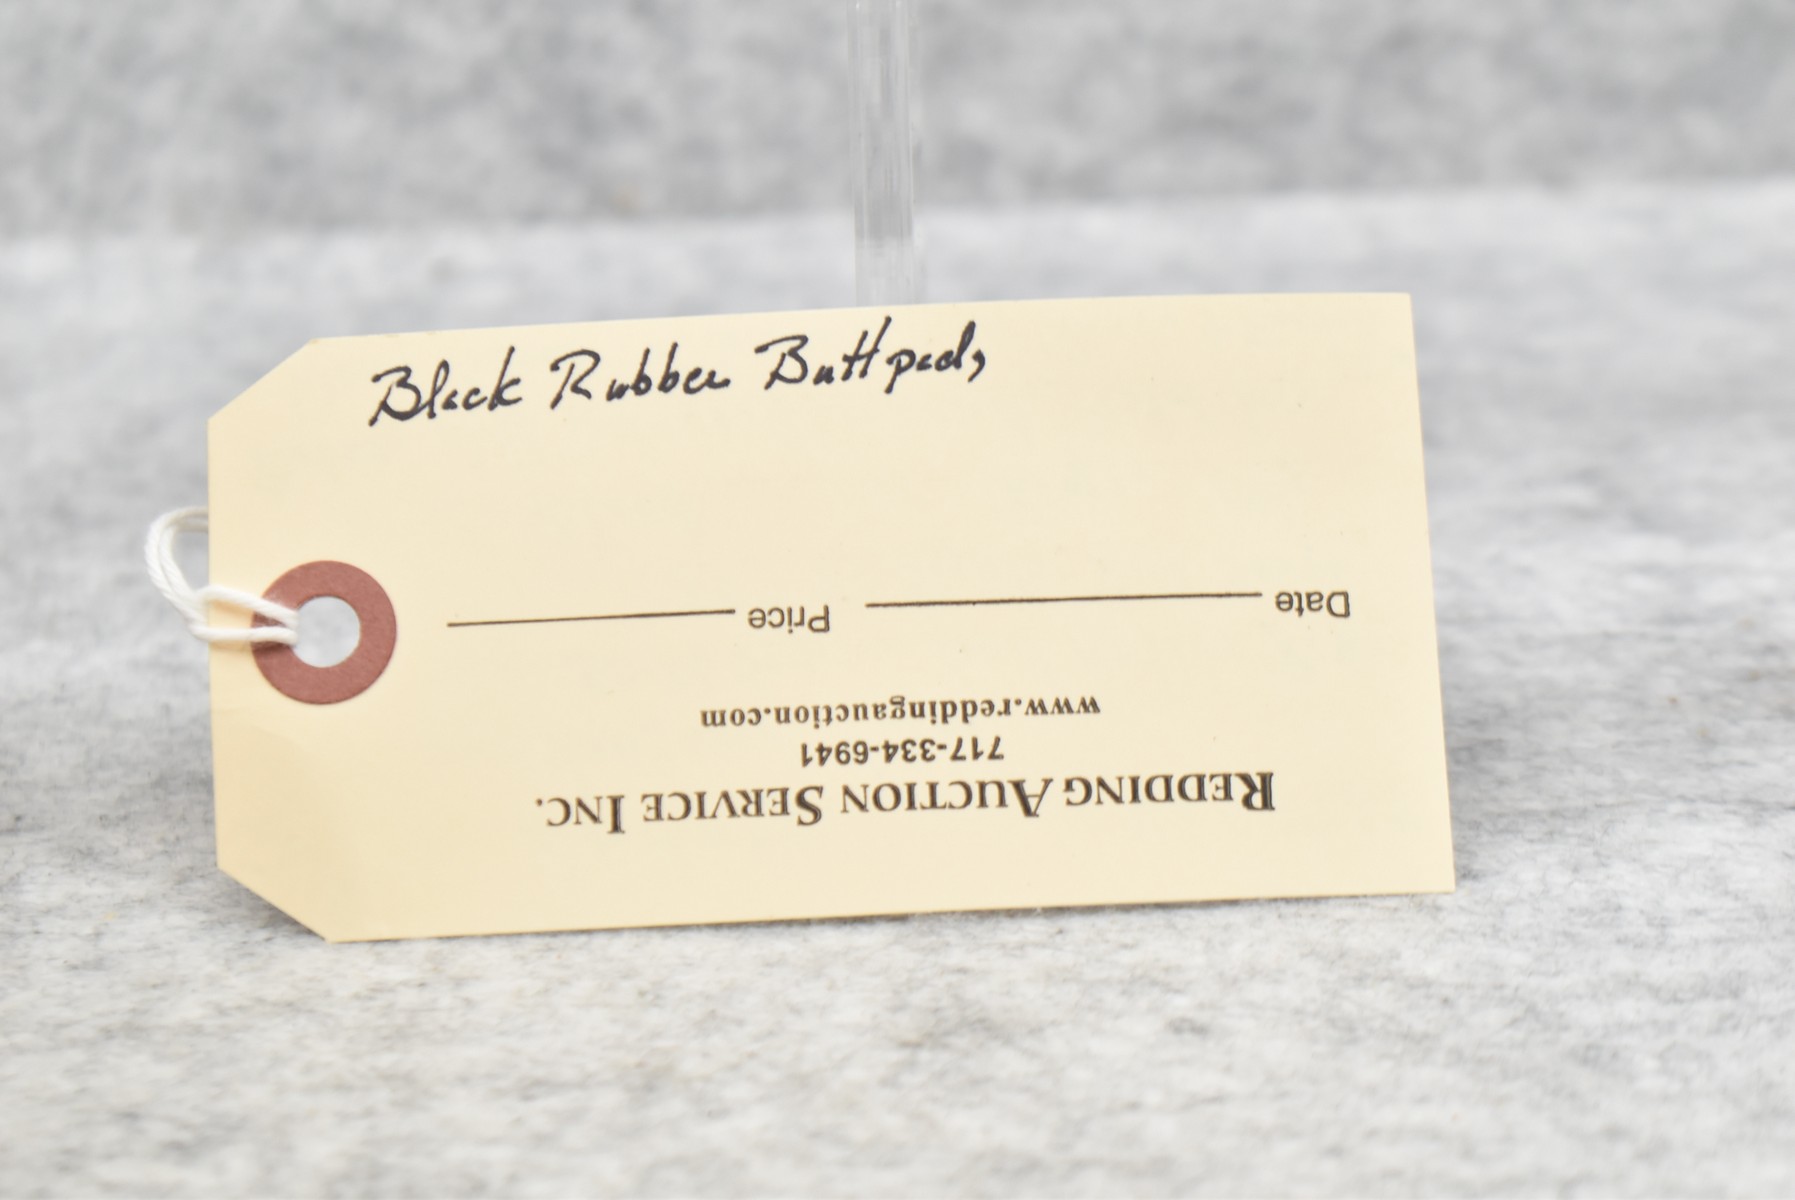 Black Rubber Buttpads
Date Price
www.reddingauction.com
717-334-6941
REDDING AUCTION SERVICE INC.